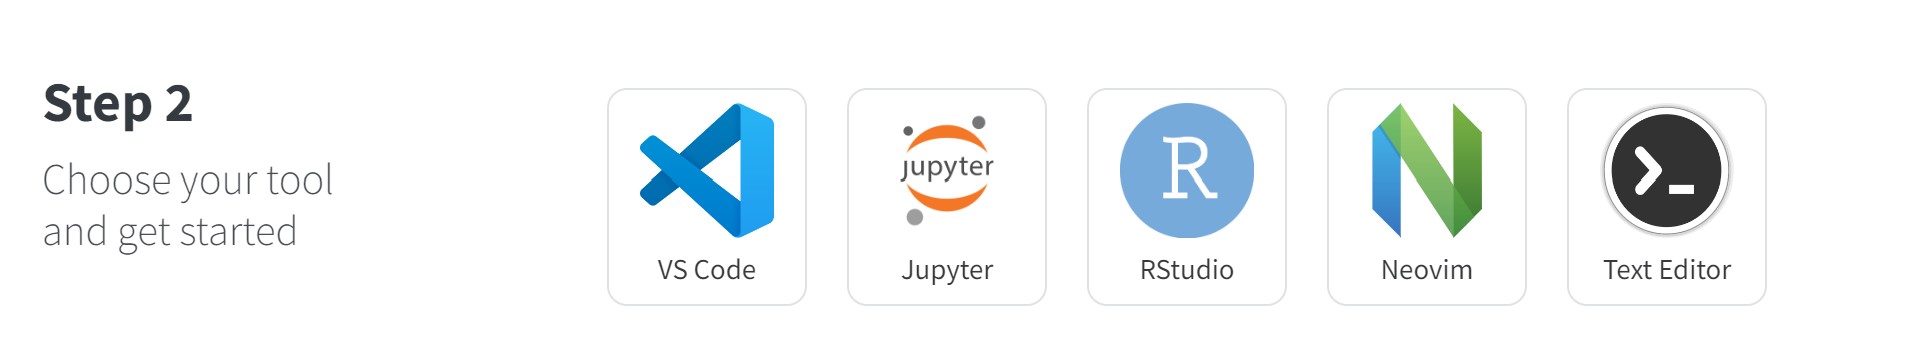 Step 2
Choose your tool
and get started
jupyter
R
>_
VS Code
Jupyter
RStudio
Neovim
Text Editor